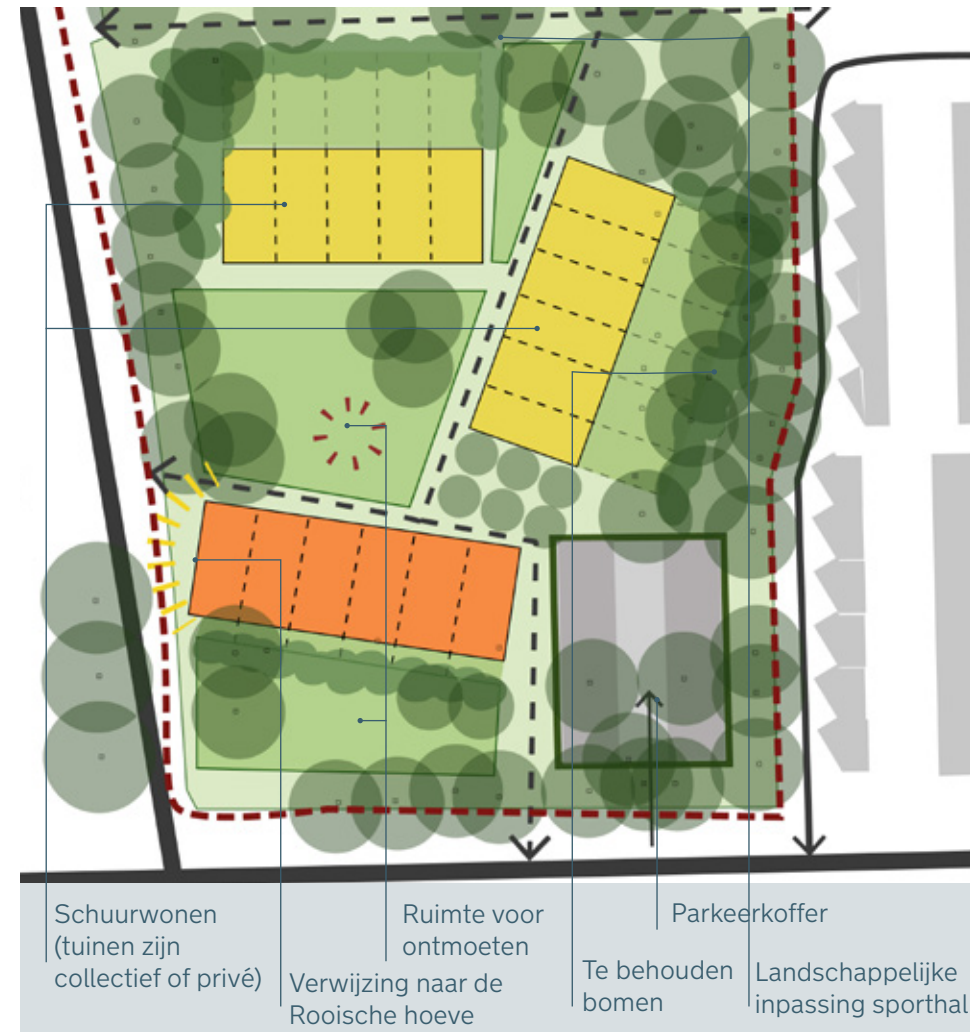 Schuurwonen
(tuinen zijn
collectief of privé)
Verwijzing naar de
Rooische hoeve
Ruimte voor
ontmoeten
Te behouden
bomen
Parkeerkoffer
Landschappelijke
inpassing sporthal